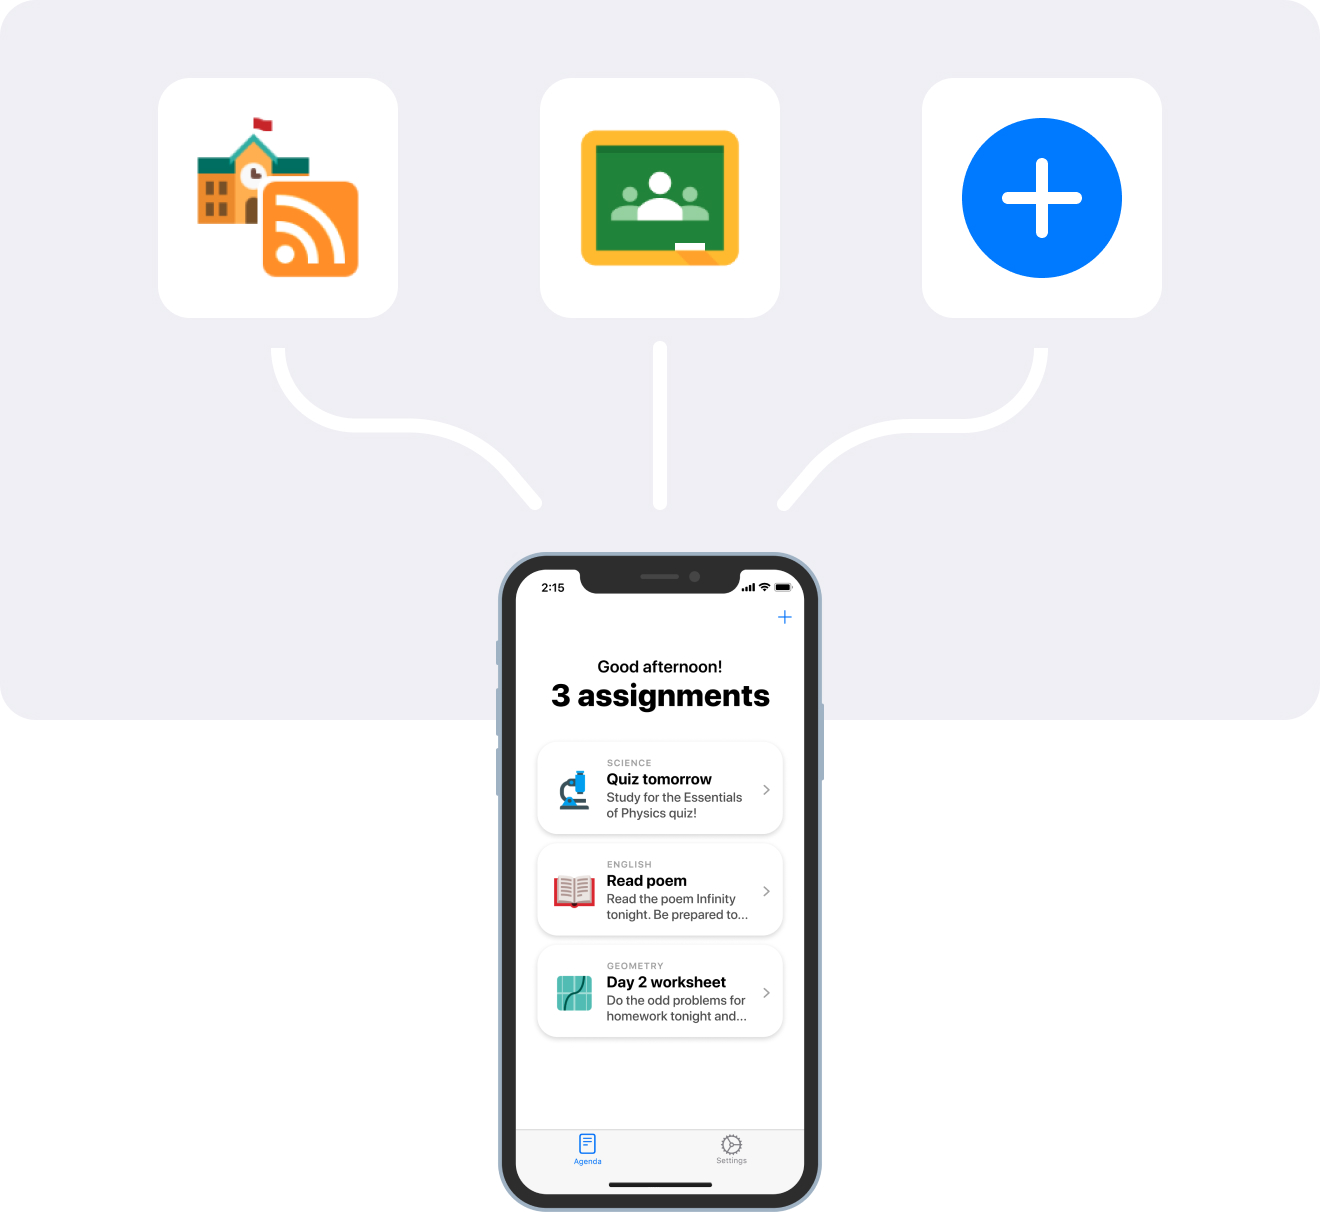 2:15
Good afternoon!
3 assignments
SCIENCE
Quiz tomorrow
Study for the Essentials
of Physics quiz!
ENGLISH
Read poem
Read the poem Infinity
tonight. Be prepared to...
GEOMETRY
Day 2 worksheet
Do the odd problems for
homework tonight and...
Agenda
Settings